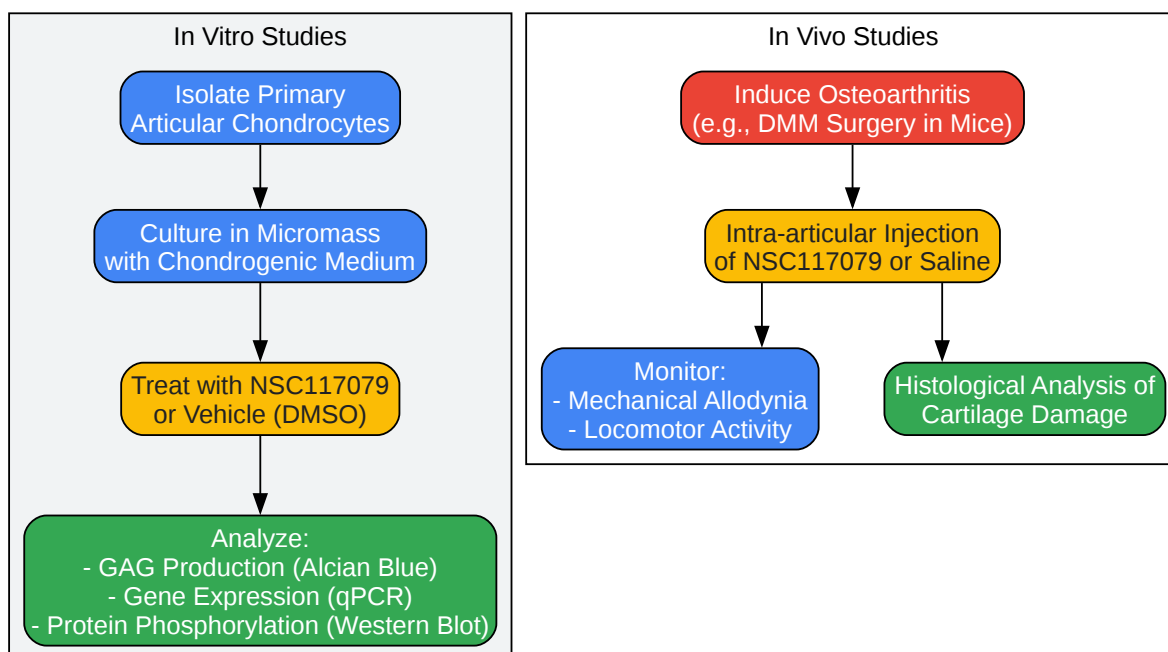 In Vitro Studies
Isolate Primary
Articular Chondrocytes
Culture in Micromass
with Chondrogenic Medium
Treat with NSC117079
or Vehicle (DMSO)
Analyze:
- GAG Production (Alcian Blue)
- Gene Expression (qPCR)
- Protein Phosphorylation (Western Blot)
In Vivo Studies
Induce Osteoarthritis
(e.g., DMM Surgery in Mice)
Intra-articular Injection
of NSC117079 or Saline
Monitor:
- Mechanical Allodynia
- Locomotor Activity
Histological Analysis of
Cartilage Damage